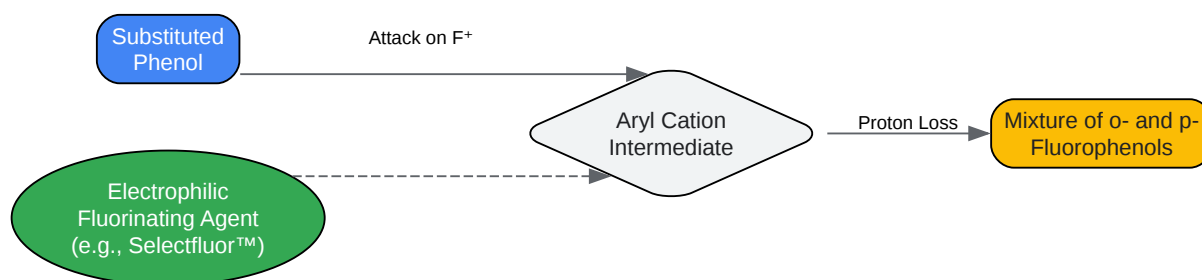 Substituted
Phenol
Attack on F⁺
Aryl Cation
Intermediate
Proton Loss
Mixture of o- and p-
Fluorophenols
Electrophilic
Fluorinating Agent
(e.g., Selectfluor™)